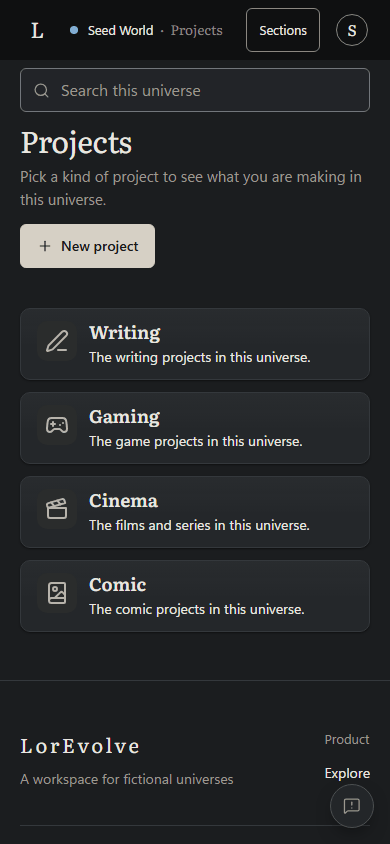 L
Seed World · Projects
Sections
S
Search this universe
Projects
Pick a kind of project to see what you are making in
this universe.
New project
Writing
The writing projects in this universe.
Gaming
The game projects in this universe.
Cinema
The films and series in this universe.
Comic
The comic projects in this universe.
LorEvolve
A workspace for fictional universes
Product
Explore